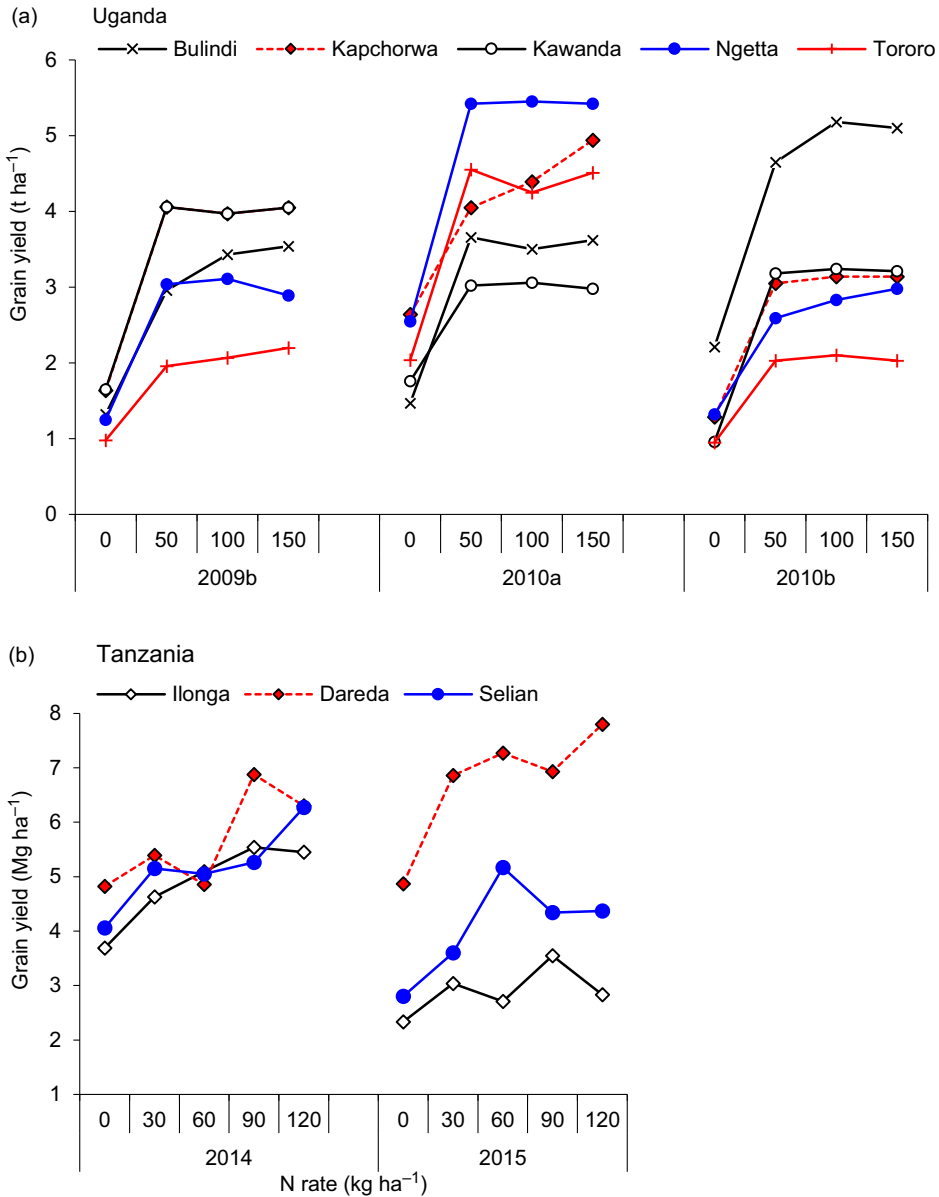 (a) Uganda
Bulindi Kapchorwa Kawanda Ngetta Tororo
6
5
4
3
2
1
0
Grain yield (t ha⁻¹)
0 50 100 150 0 50 100 150 0 50 100 150
2009b 2010a 2010b
(b) Tanzania
Ilonga Dareda Selian
8
7
6
5
4
3
2
1
Grain yield (Mg ha⁻¹)
0 30 60 90 120 0 30 60 90 120
2014 2015
N rate (kg ha⁻¹)